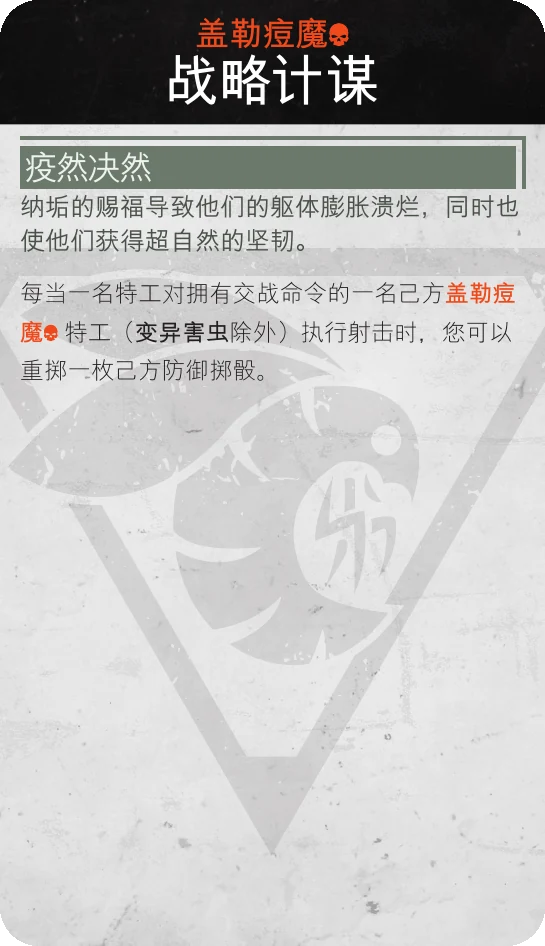 盖勒痘魔
战略计谋
疫然决然
纳垢的赐福导致他们的躯体膨胀溃烂，同时也
使他们获得超自然的坚韧。
每当一名特工对拥有交战命令的一名己方盖勒痘
魔 特工（变异害虫除外）执行射击时，您可以
重掷一枚己方防御掷骰。